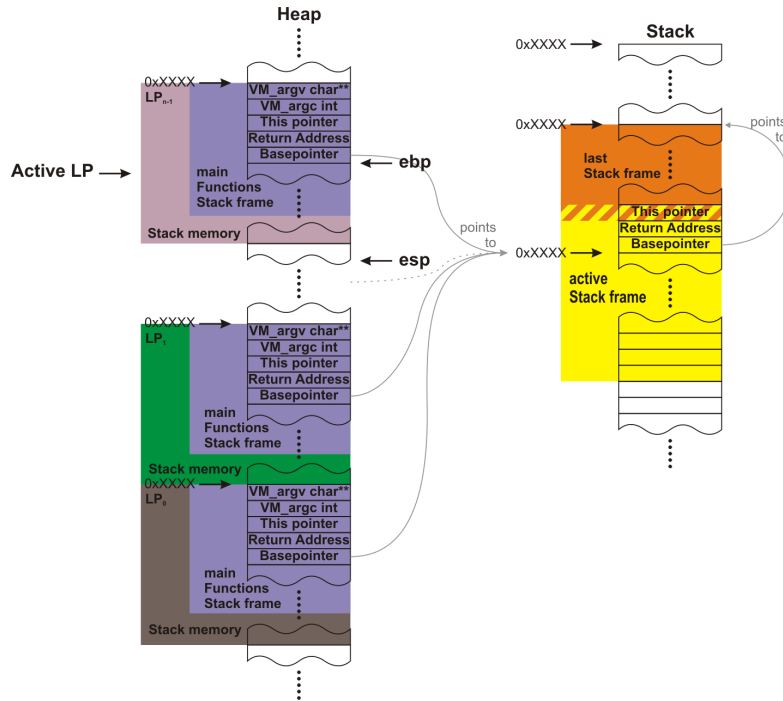 Heap
0xXXXX
LPn-1
VM_argv char**
VM_argc int
This pointer
Return Address
Basepointer
ebp
Active LP
main
Functions
Stack frame
Stack memory
esp
points
to
0xXXXX
LP1
VM_argv char**
VM_argc int
This pointer
Return Address
Basepointer
main
Functions
Stack frame
Stack memory
0xXXXX
LP0
VM_argv char**
VM_argc int
This pointer
Return Address
Basepointer
main
Functions
Stack frame
Stack memory
Stack
0xXXXX
0xXXXX
points
to
last
Stack frame
This pointer
Return Address
Basepointer
0xXXXX
active
Stack frame